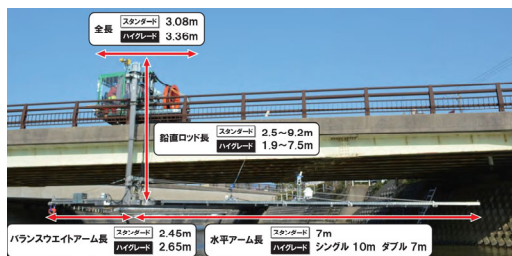 全長 スタンダード 3.08m
ハイグレード 3.36m
鉛直ロッド長 スタンダード 2.5～9.2m
ハイグレード 1.9～7.5m
バランスウエイトアーム長 スタンダード 2.45m
ハイグレード 2.65m
水平アーム長 スタンダード 7m
ハイグレード シングル 10m ダブル 7m